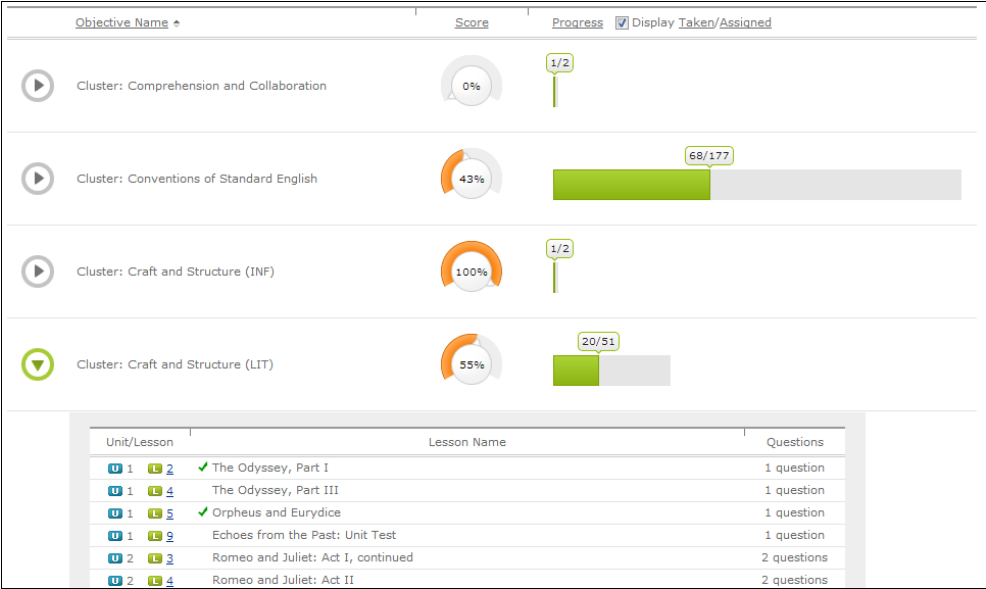 Objective Name Score Progress Display Taken/Assigned
1/2
Cluster: Comprehension and Collaboration 0%
68/177
Cluster: Conventions of Standard English 43%
1/2
Cluster: Craft and Structure (INF) 100%
20/51
Cluster: Craft and Structure (LIT) 55%
Unit/Lesson Lesson Name Questions
U 1 L 2 The Odyssey, Part I 1 question
U 1 L 4 The Odyssey, Part III 1 question
U 1 L 5 Orpheus and Eurydice 1 question
U 1 L 9 Echoes from the Past: Unit Test 1 question
U 2 L 3 Romeo and Juliet: Act I, continued 2 questions
U 2 L 4 Romeo and Juliet: Act II 2 questions